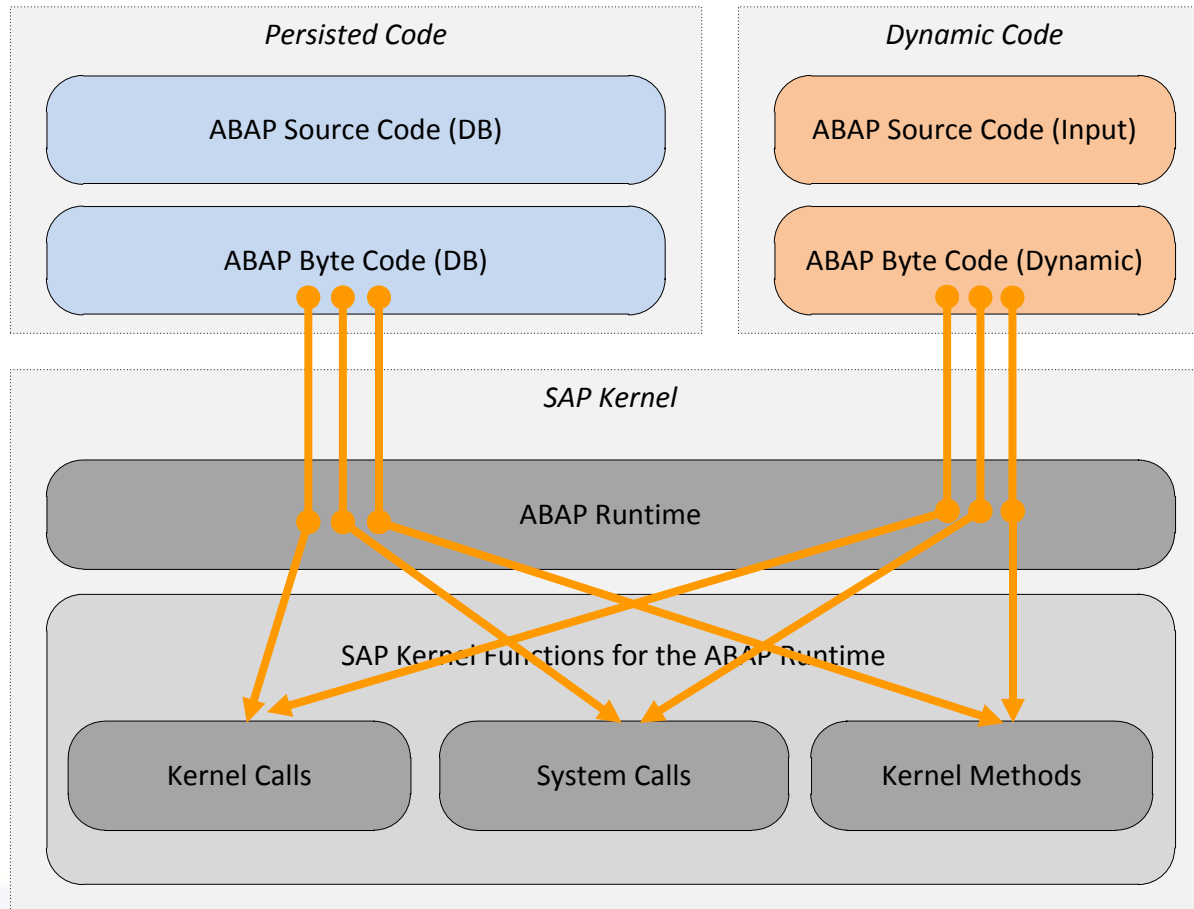 Persisted Code
Dynamic Code
ABAP Source Code (DB)
ABAP Source Code (Input)
ABAP Byte Code (DB)
ABAP Byte Code (Dynamic)
SAP Kernel
ABAP Runtime
SAP Kernel Functions for the ABAP Runtime
Kernel Calls
System Calls
Kernel Methods